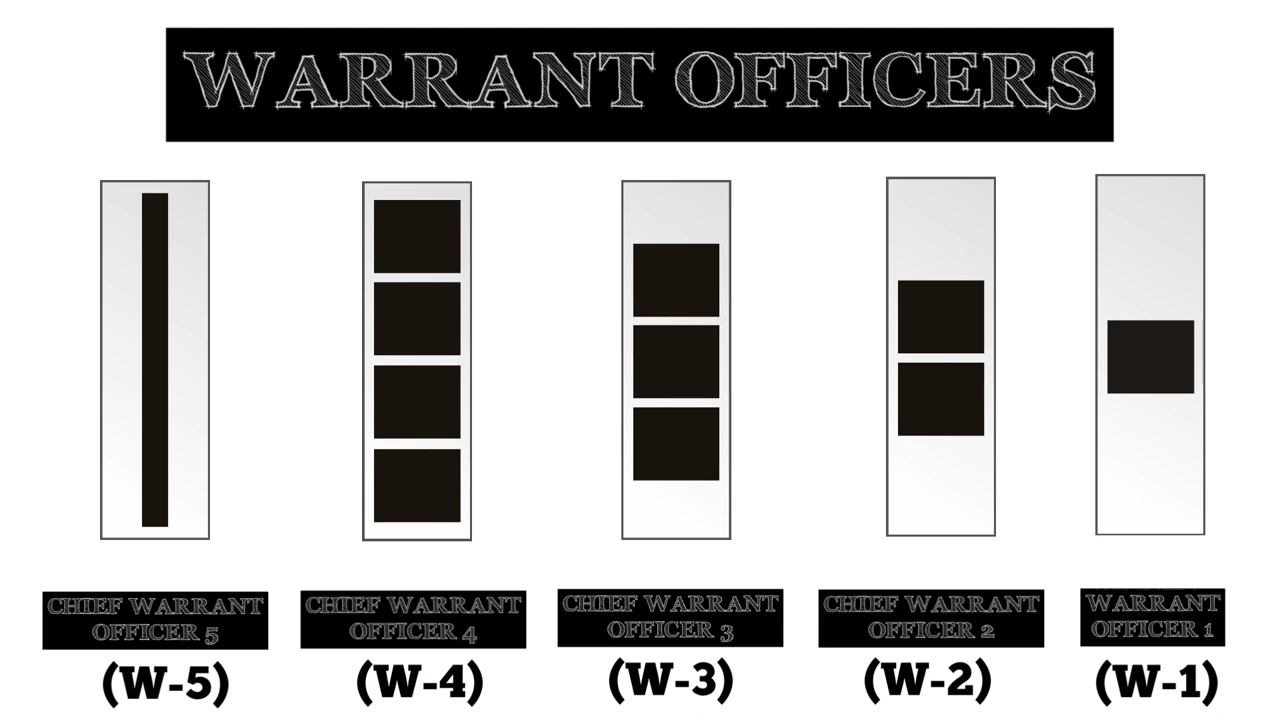 WARRANT OFFICERS
CHIEF WARRANT
OFFICER 5
(W-5)
CHIEF WARRANT
OFFICER 4
(W-4)
CHIEF WARRANT
OFFICER 3
(W-3)
CHIEF WARRANT
OFFICER 2
(W-2)
WARRANT
OFFICER 1
(W-1)